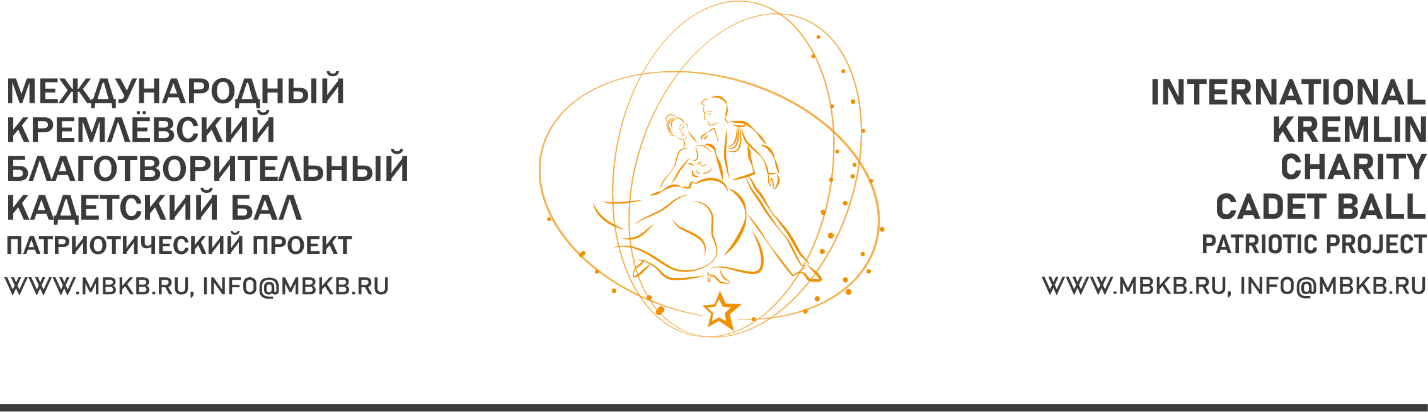 МЕЖДУНАРОДНЫЙ
КРЕМЛЁВСКИЙ
БЛАГОТВОРИТЕЛЬНЫЙ
КАДЕТСКИЙ БАЛ
ПАТРИОТИЧЕСКИЙ ПРОЕКТ
WWW.MBKB.RU, INFO@MBKB.RU
INTERNATIONAL
KREMLIN
CHARITY
CADET BALL
PATRIOTIC PROJECT
WWW.MBKB.RU, INFO@MBKB.RU